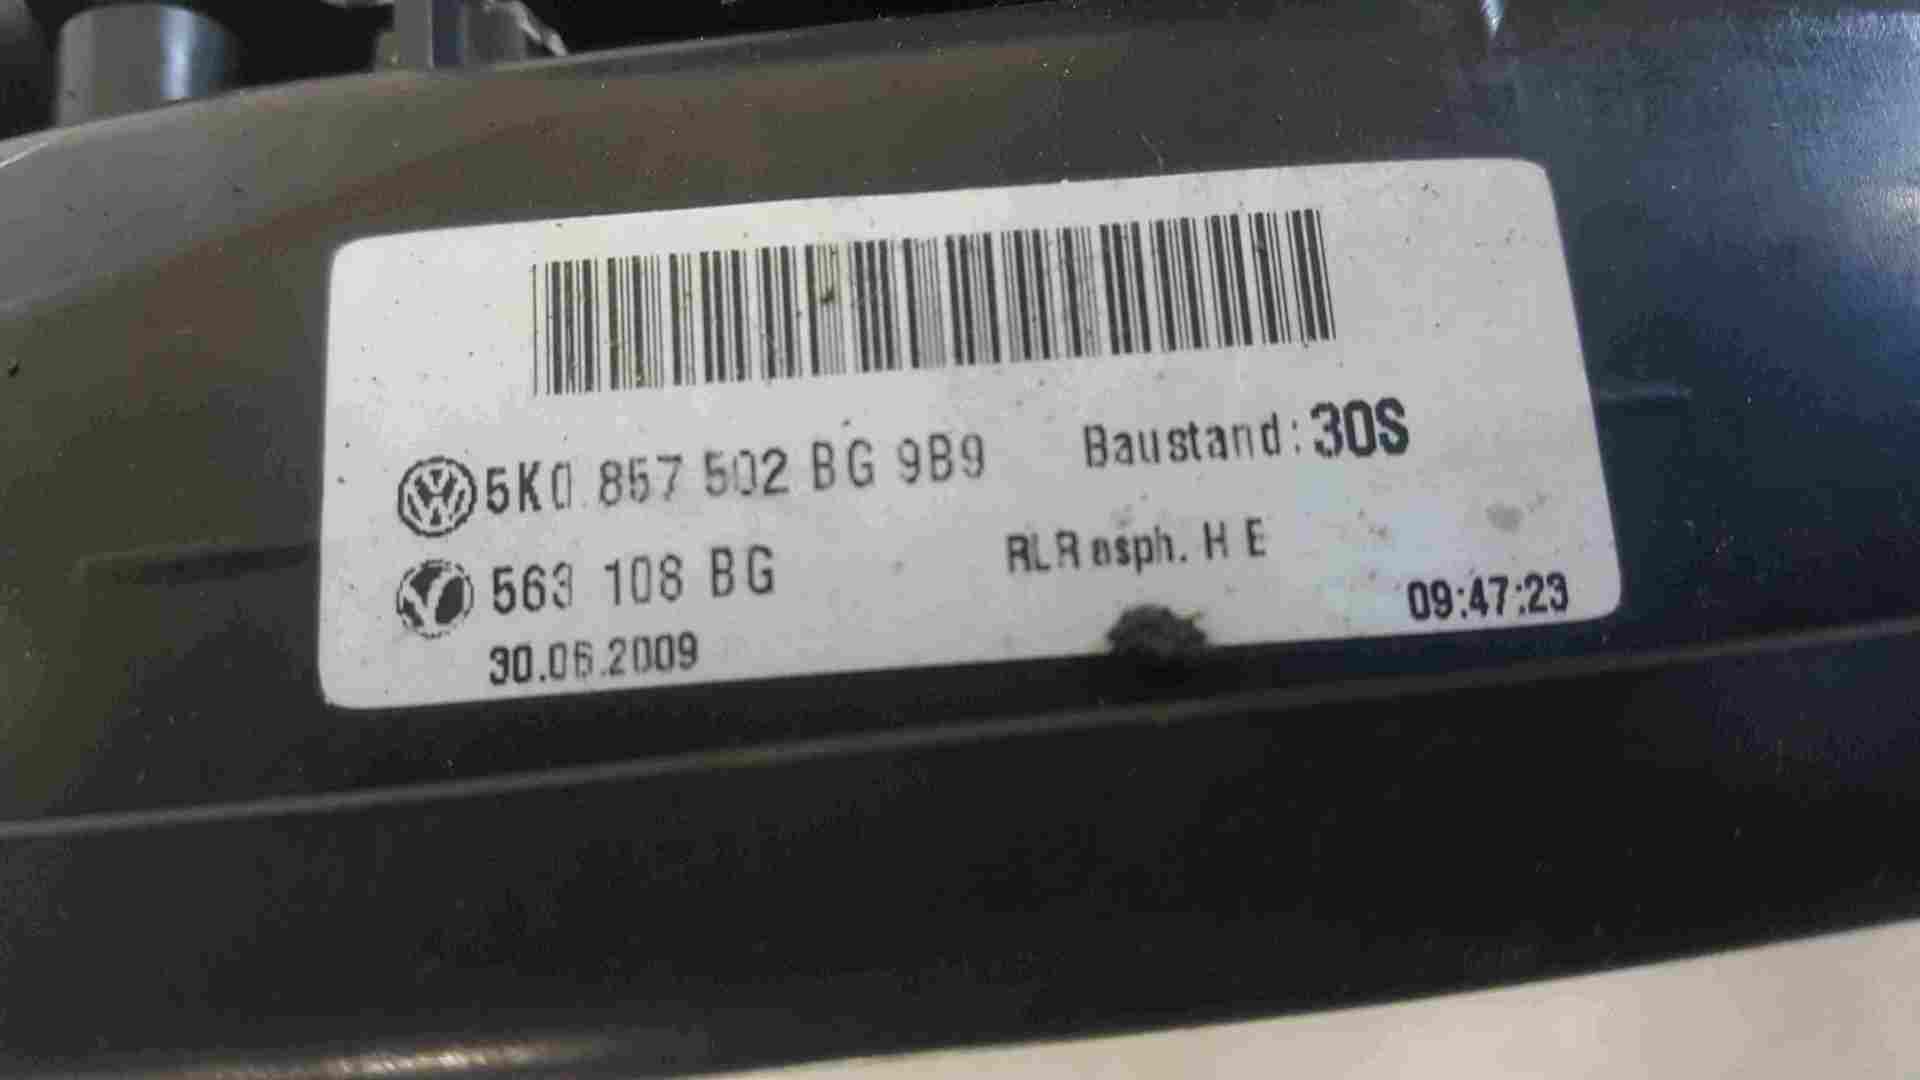 5K0 857 502 BG 9B9 Baustand: 30S
563 108 BG RLR asph. H E
30.06.2009 09:47:23